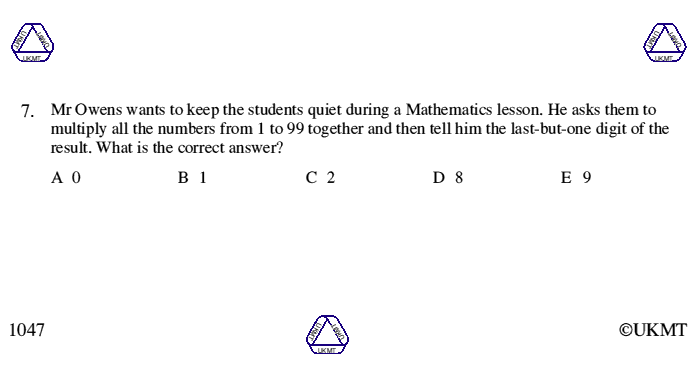 UKMT UKMT UKMT
UKMT UKMT UKMT
7. Mr Owens wants to keep the students quiet during a Mathematics lesson. He asks them to
multiply all the numbers from 1 to 99 together and then tell him the last-but-one digit of the
result. What is the correct answer?
A 0 B 1 C 2 D 8 E 9
1047 UKMT UKMT UKMT ©UKMT